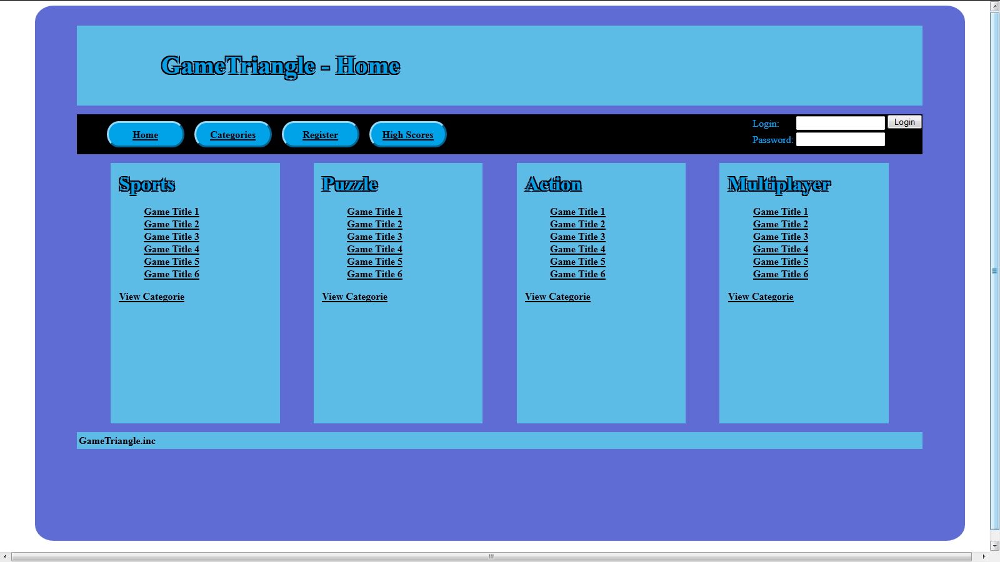 GameTriangle - Home
Home Categories Register High Scores
Login: Login
Password:
Sports
Game Title 1
Game Title 2
Game Title 3
Game Title 4
Game Title 5
Game Title 6
View Categorie
Puzzle
Game Title 1
Game Title 2
Game Title 3
Game Title 4
Game Title 5
Game Title 6
View Categorie
Action
Game Title 1
Game Title 2
Game Title 3
Game Title 4
Game Title 5
Game Title 6
View Categorie
Multiplayer
Game Title 1
Game Title 2
Game Title 3
Game Title 4
Game Title 5
Game Title 6
View Categorie
GameTriangle.inc